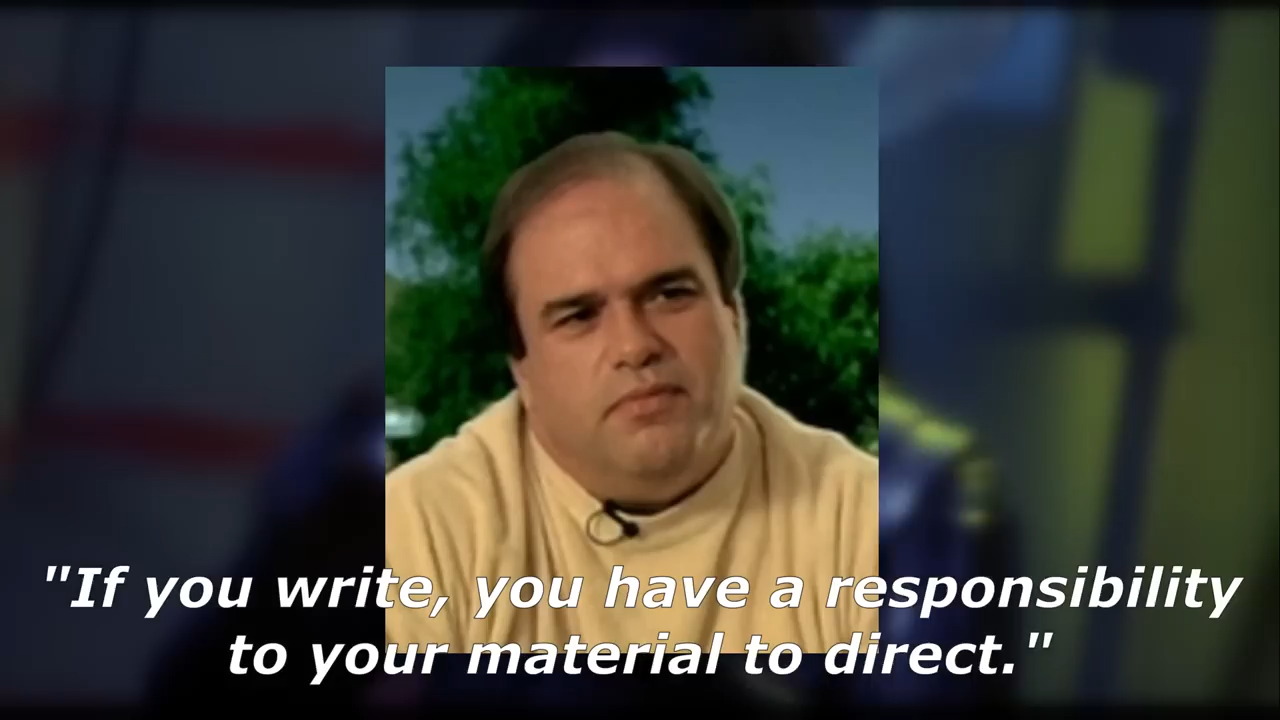 "If you write, you have a responsibility
to your material to direct."